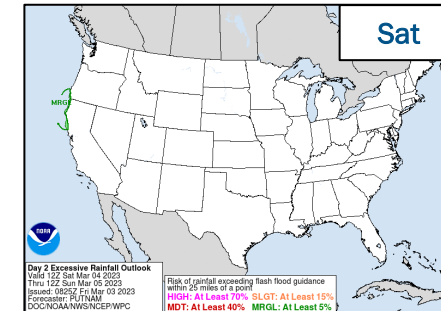 Sat
MRGL
NOAA
Day 2 Excessive Rainfall Outlook
Valid 12Z Sat Mar 04 2023
Thru 12Z Sun Mar 05 2023
Issued: 0825Z Fri Mar 03 2023
Forecaster: PUTNAM
DOC/NOAA/NWS/NCEP/WPC
Risk of rainfall exceeding flash flood guidance
within 25 miles of a point
HIGH: At Least 70% SLGT: At Least 15%
MDT: At Least 40% MRGL: At Least 5%